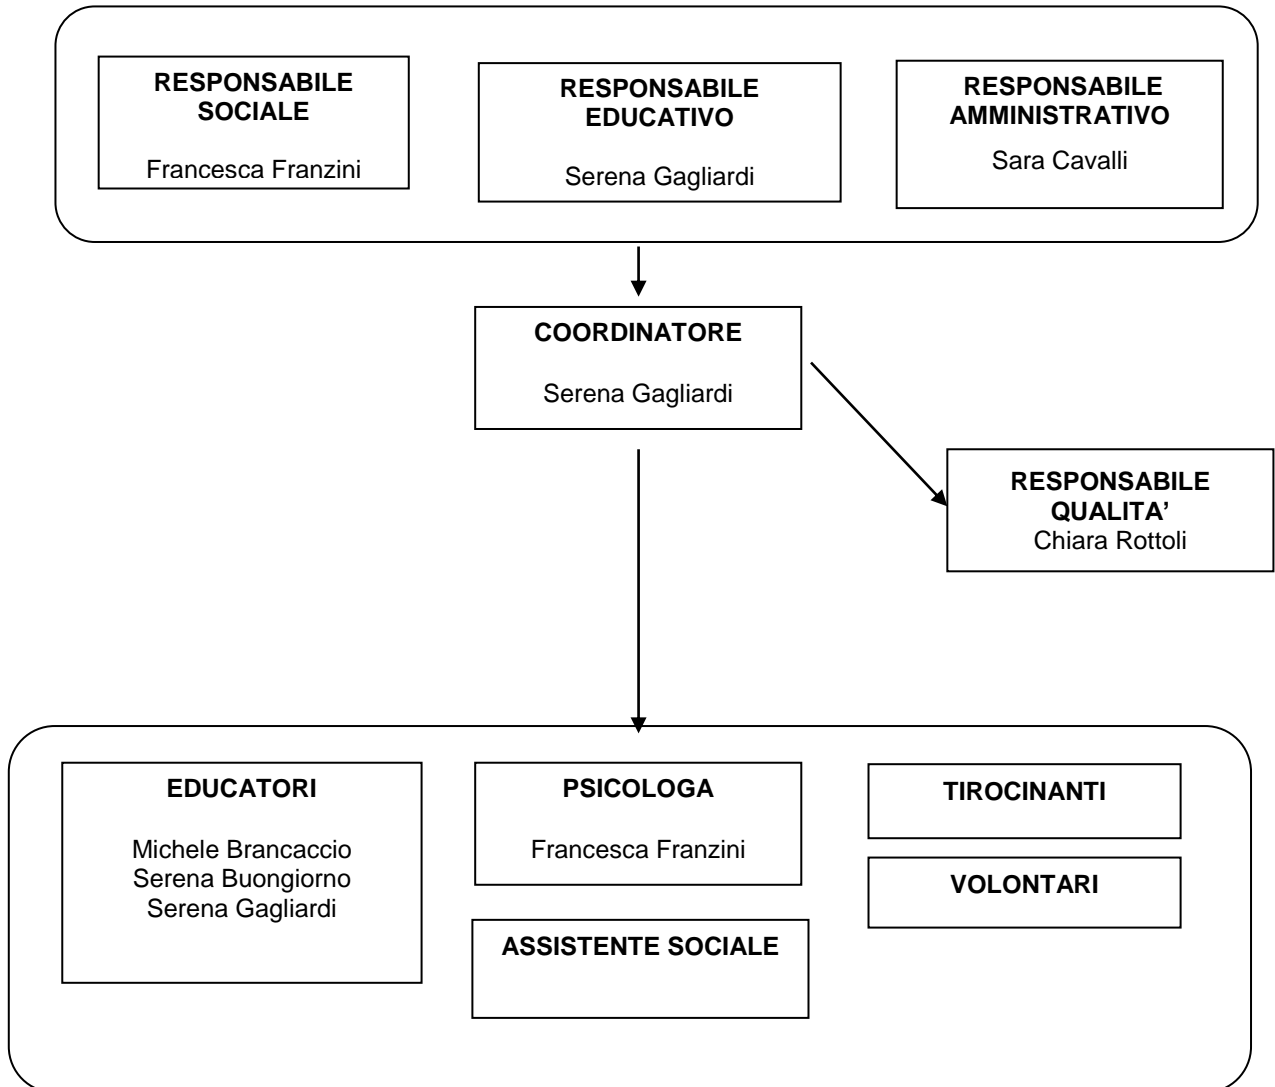 RESPONSABILE
SOCIALE
Francesca Franzini
RESPONSABILE
EDUCATIVO
Serena Gagliardi
RESPONSABILE
AMMINISTRATIVO
Sara Cavalli
COORDINATORE
Serena Gagliardi
RESPONSABILE
QUALITA’
Chiara Rottoli
EDUCATORI
Michele Brancaccio
Serena Buongiorno
Serena Gagliardi
PSICOLOGA
Francesca Franzini
ASSISTENTE SOCIALE
TIROCINANTI
VOLONTARI